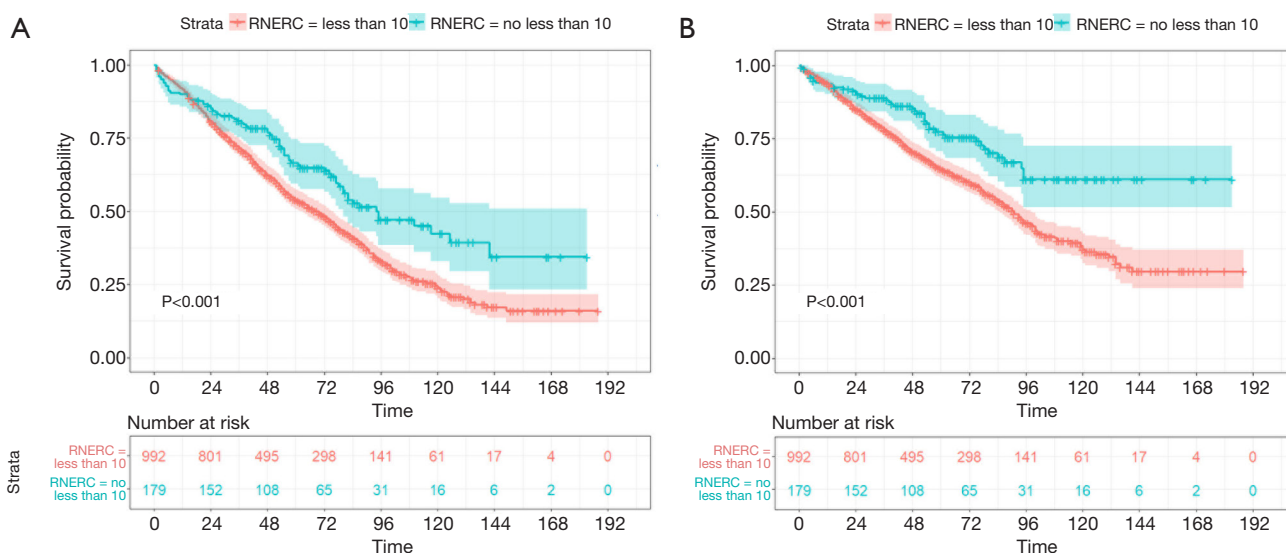 A
Strata RNERC = less than 10 RNERC = no less than 10
1.00
0.75
0.50
0.25
0.00
Survival probability
P<0.001
0 24 48 72 96 120 144 168 192
Time
Number at risk
Strata
RNERC = less than 10
992 801 495 298 141 61 17 4 0
RNERC = no less than 10
179 152 108 65 31 16 6 2 0
0 24 48 72 96 120 144 168 192
Time
B
Strata RNERC = less than 10 RNERC = no less than 10
1.00
0.75
0.50
0.25
0.00
Survival probability
P<0.001
0 24 48 72 96 120 144 168 192
Time
Number at risk
Strata
RNERC =
less than 10
992 801 495 298 141 61 17 4 0
RNERC = no
less than 10
179 152 108 65 31 16 6 2 0
0 24 48 72 96 120 144 168 192
Time